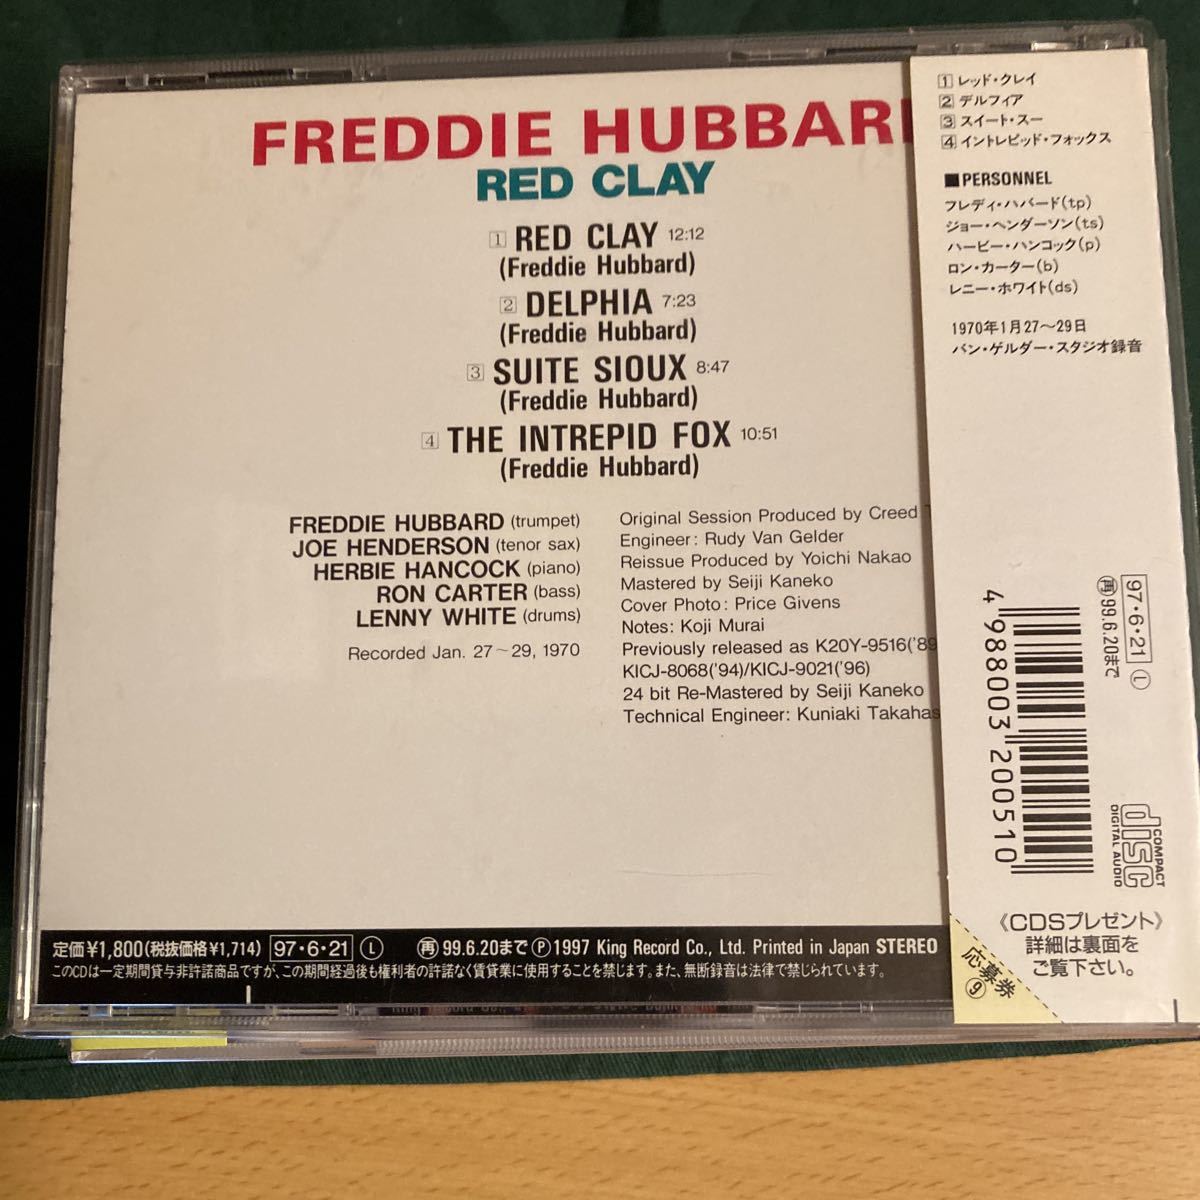 FREDDIE HUBBAR
RED CLAY
1 RED CLAY 12:12
(Freddie Hubbard)
2 DELPHIA 7:23
(Freddie Hubbard)
3 SUITE SIOUX 8:47
(Freddie Hubbard)
4 THE INTREPID FOX 10:51
(Freddie Hubbard)
FREDDIE HUBBARD (trumpet)
JOE HENDERSON (tenor sax)
HERBIE HANCOCK (piano)
RON CARTER (bass)
LENNY WHITE (drums)
Recorded Jan. 27～29, 1970
Original Session Produced by Creed
Engineer: Rudy Van Gelder
Reissue Produced by Yoichi Nakao
Mastered by Seiji Kaneko
Cover Photo: Price Givens
Notes: Koji Murai
Previously released as K20Y-9516('89
KICJ-8068('94)/KICJ-9021('96)
24 bit Re-Mastered by Seiji Kaneko
Technical Engineer: Kuniaki Takahas
定価¥1,800(税抜価格¥1,714) 97・6・21 Ⓛ ㊢99.6.20まで Ⓟ 1997 King Record Co., Ltd. Printed in Japan STEREO
このCDは一定期間貸与非許諾商品ですが、この期間経過後も権利者の許諾なく賃貸業に使用することを禁じます。また、無断録音は法律で禁じられています。
1 レッド・クレイ
2 デルフィア
3 スイート・スー
4 イントレピッド・フォックス
■PERSONNEL
フレディ・ハバード(tp)
ジョー・ヘンダーソン(ts)
ハービー・ハンコック(p)
ロン・カーター(b)
レニー・ホワイト(ds)
1970年1月27～29日
バン・ゲルダー・スタジオ録音
97・6・21 Ⓛ
再99.6.20まで
4 988003 200510
COMPACT
disc
DIGITAL AUDIO
《CDSプレゼント》
詳細は裏面を
ご覧下さい。
応募券
⑨